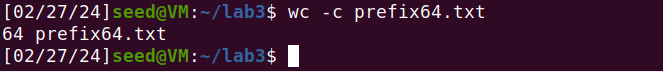 [02/27/24]seed@VM:~/lab3$ wc -c prefix64.txt
64 prefix64.txt
[02/27/24]seed@VM:~/lab3$